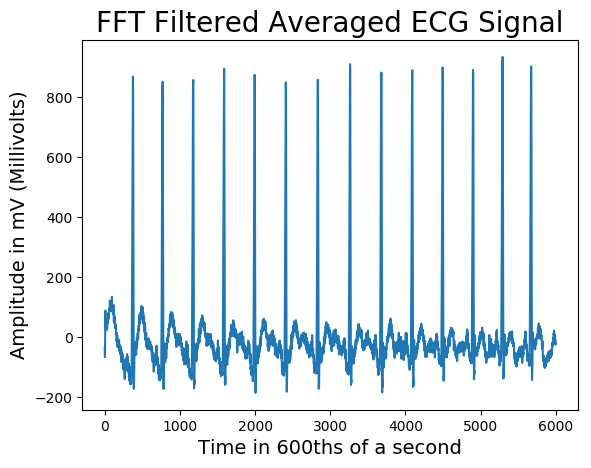 FFT Filtered Averaged ECG Signal
Amplitude in mV (Millivolts)
800
600
400
200
0
−200
0 1000 2000 3000 4000 5000 6000
Time in 600ths of a second